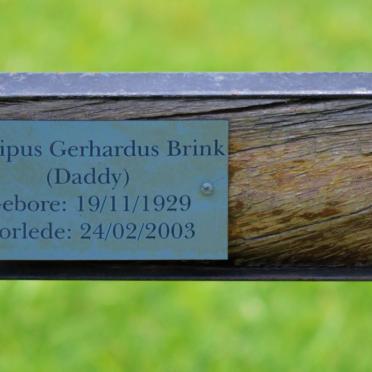 ipus Gerhardus Brink
(Daddy)
ebore: 19/11/1929
orlede: 24/02/2003